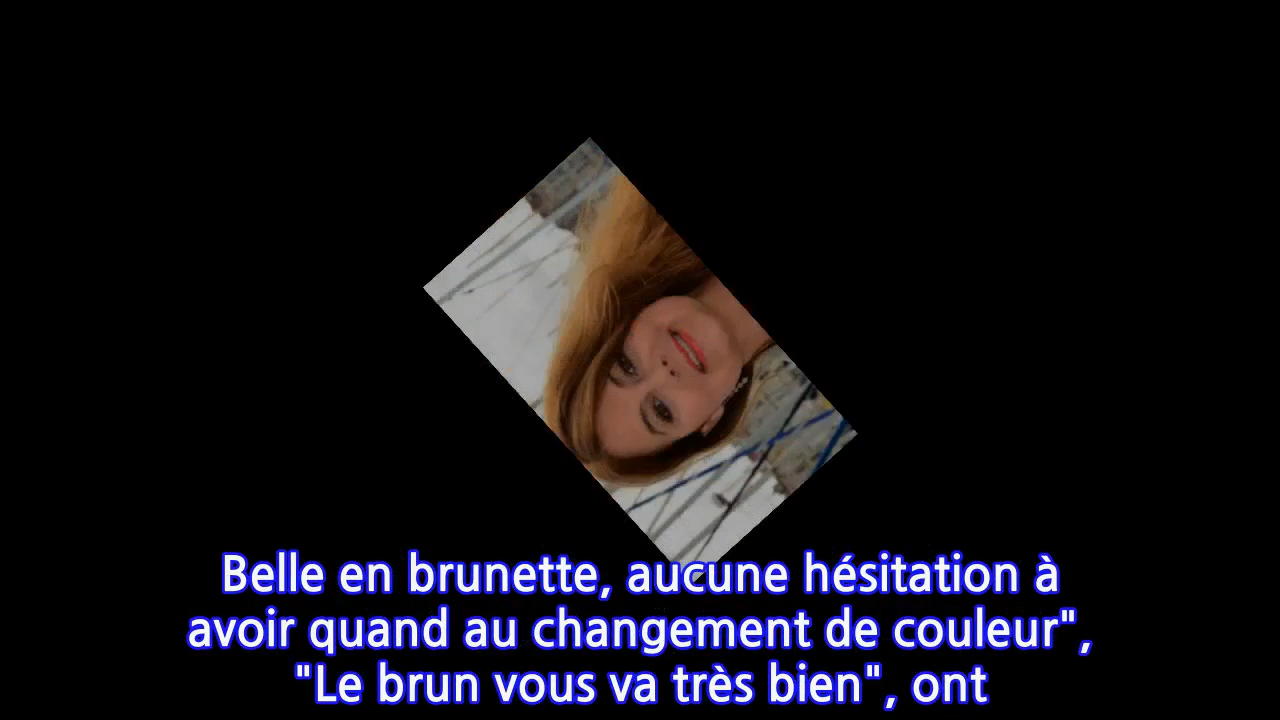 Belle en brunette, aucune hésitation à
avoir quand au changement de couleur",
"Le brun vous va très bien", ont